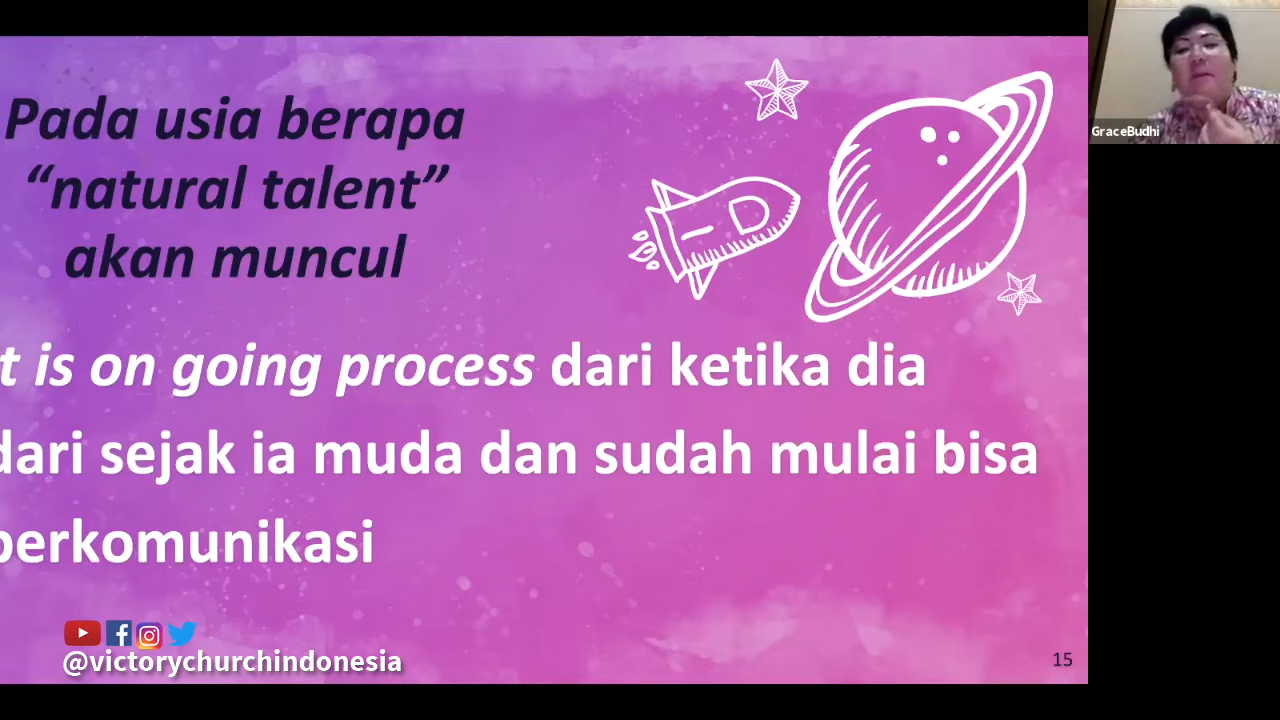 Pada usia berapa
“natural talent”
akan muncul
t is on going process dari ketika dia
dari sejak ia muda dan sudah mulai bisa
berkomunikasi
@victorychurchindonesia
15
GraceBudhi